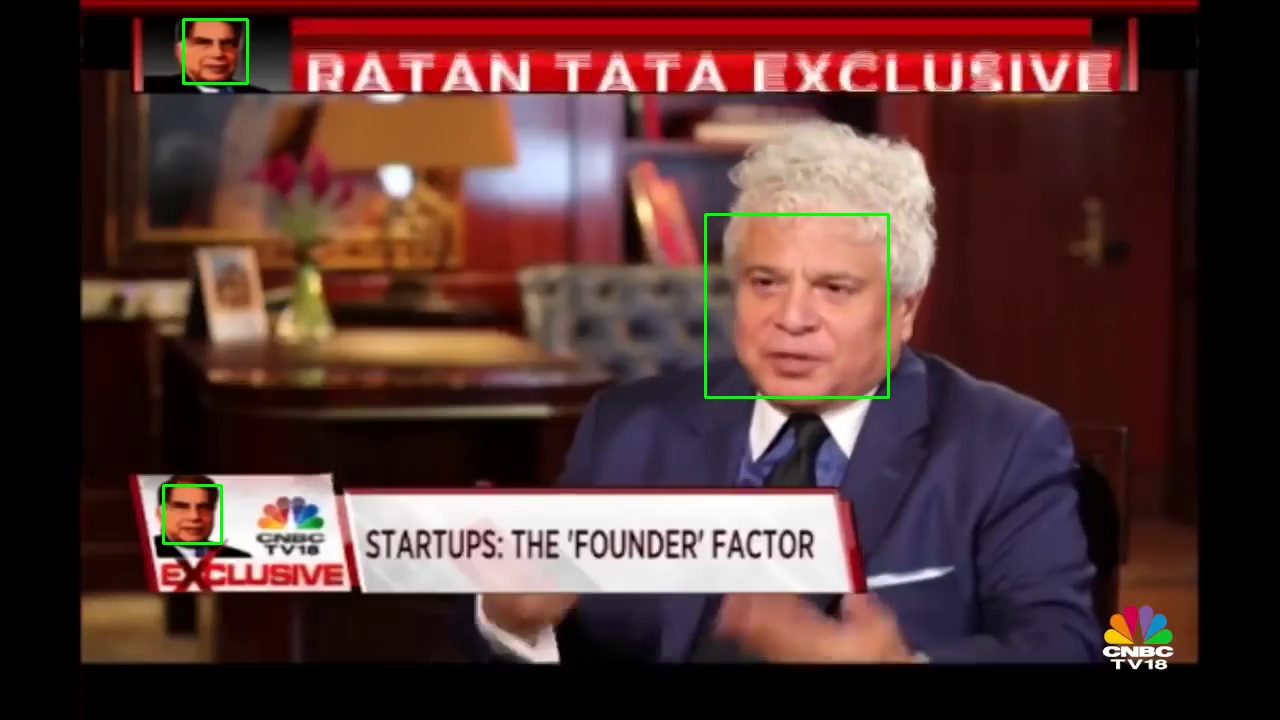 RATAN TATA EXCLUSIVE
CNBC
TV18
EXCLUSIVE
STARTUPS: THE 'FOUNDER' FACTOR
CNBC
TV18